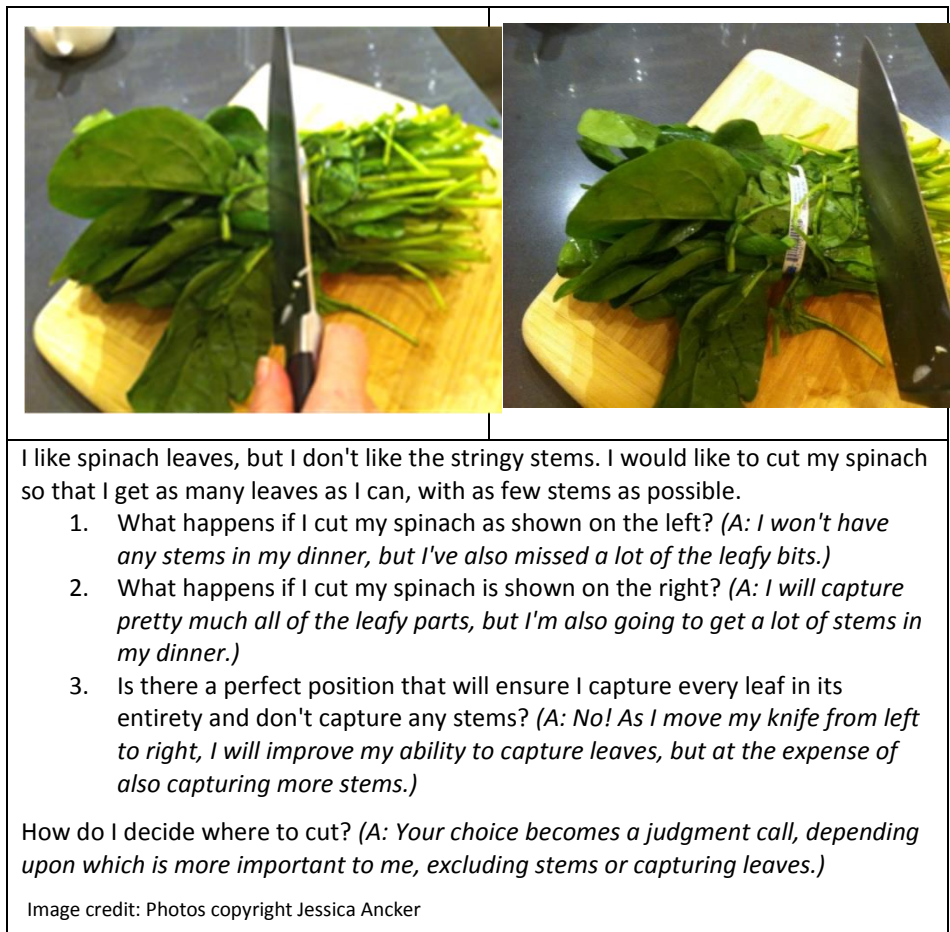 I like spinach leaves, but I don't like the stringy stems. I would like to cut my spinach
so that I get as many leaves as I can, with as few stems as possible.
1. What happens if I cut my spinach as shown on the left? (A: I won't have
any stems in my dinner, but I've also missed a lot of the leafy bits.)
2. What happens if I cut my spinach is shown on the right? (A: I will capture
pretty much all of the leafy parts, but I'm also going to get a lot of stems in
my dinner.)
3. Is there a perfect position that will ensure I capture every leaf in its
entirety and don't capture any stems? (A: No! As I move my knife from left
to right, I will improve my ability to capture leaves, but at the expense of
also capturing more stems.)
How do I decide where to cut? (A: Your choice becomes a judgment call, depending
upon which is more important to me, excluding stems or capturing leaves.)
Image credit: Photos copyright Jessica Ancker